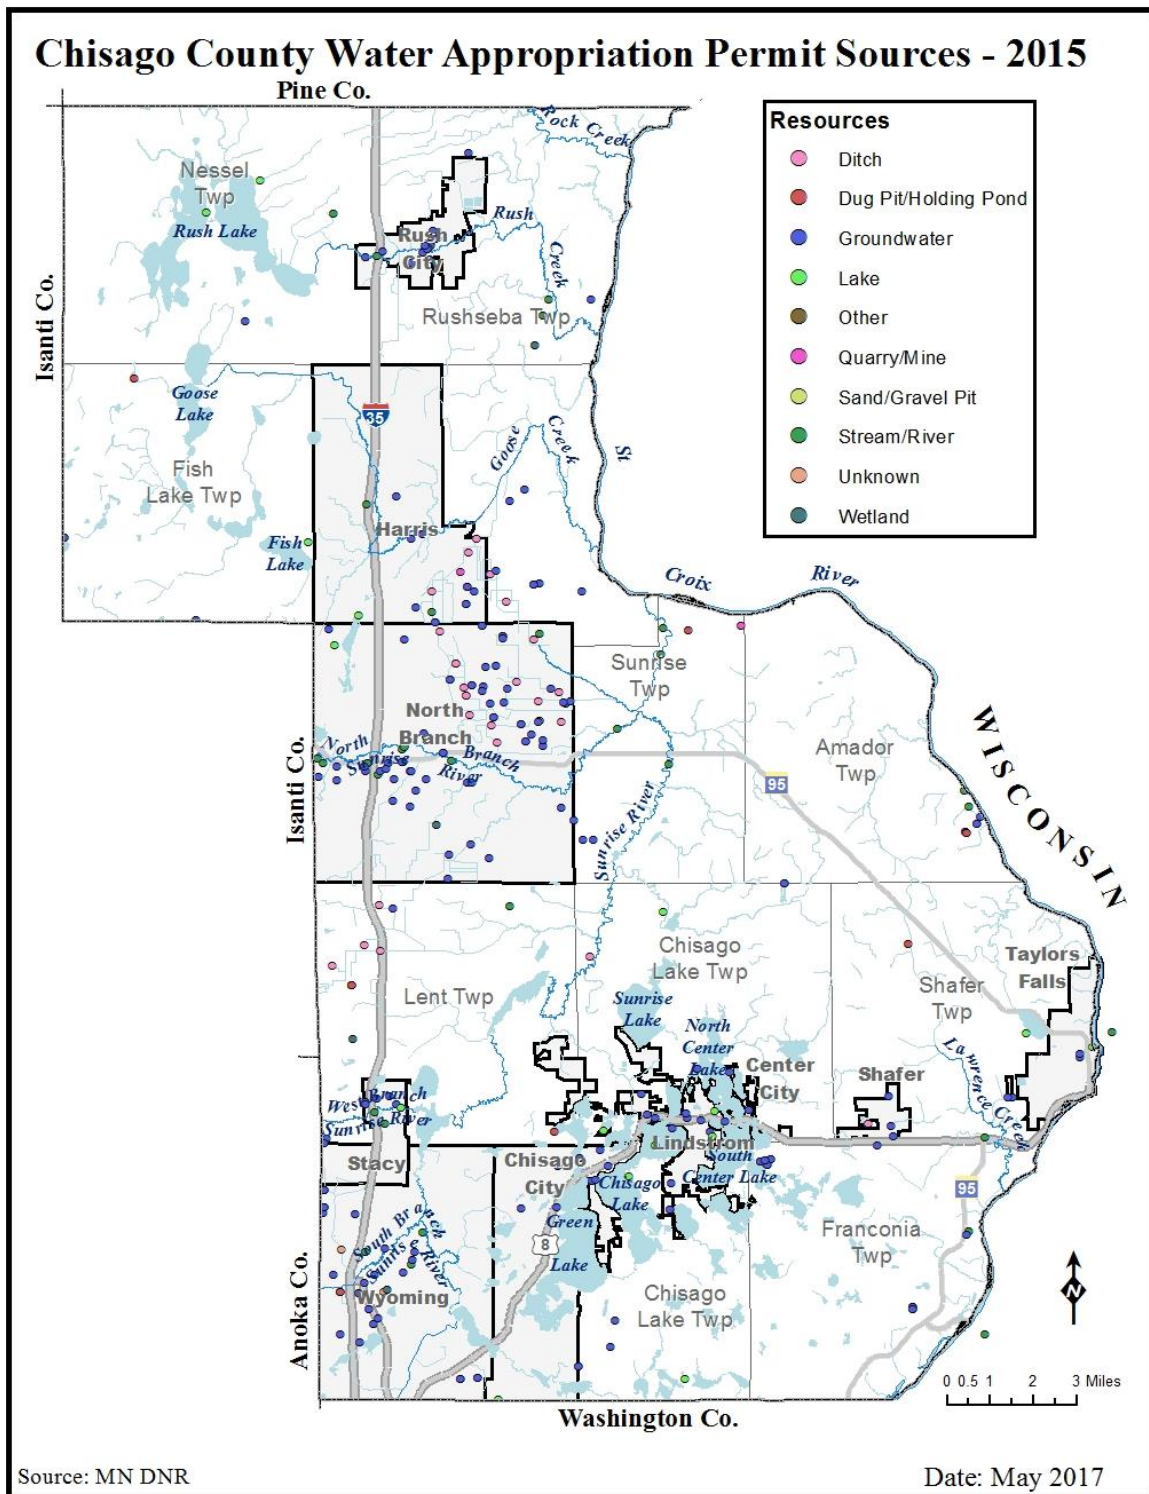 Chisago County Water Appropriation Permit Sources - 2015
Pine Co.
Resources
Ditch
Dug Pit/Holding Pond
Groundwater
Lake
Other
Quarry/Mine
Sand/Gravel Pit
Stream/River
Unknown
Wetland
Rock Creek
Nessel
Twp
Rush Lake
Rush
City
Rush
Creek
Rushseba Twp
Isanti Co.
Goose
Lake
35
Goose
Creek
St
Fish
Lake Twp
Harris
Fish
Lake
Croix
River
Sunrise
Twp
North
Branch
North
Branch
Sunrise
River
Isanti Co.
Amador
Twp
95
WISCONSIN
Sunrise River
Chisago
Lake Twp
Taylors
Falls
Lent Twp
Shafer
Twp
Sunrise
Lake
North
Center
Lake
Center
City
Shafer
Lawrence Creek
West Branch
Sunrise River
Lindstrom
Stacy
Chisago
City
South
Center Lake
Chisago
Lake
95
Green
Lake
8
Franconia
Twp
South Branch
Sunrise River
Wyoming
Chisago
Lake Twp
Anoka Co.
N
0 0.5 1 2 3 Miles
Washington Co.
Source: MN DNR
Date: May 2017